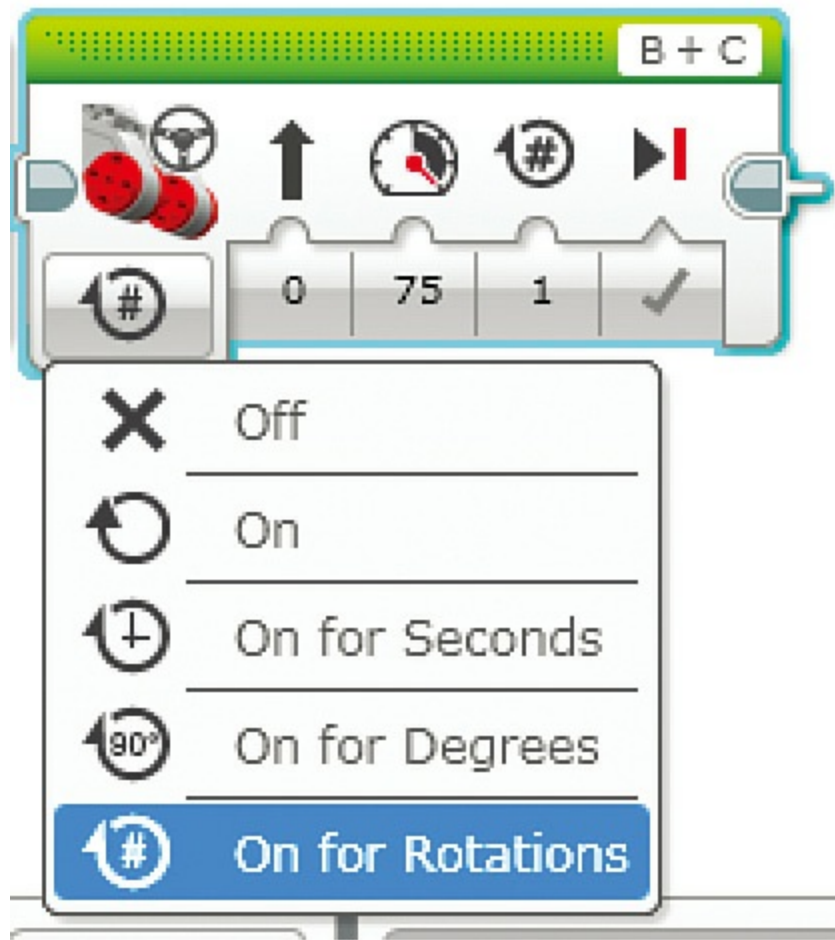 B + C
#
# 0 75 1
Off
On
On for Seconds
90° On for Degrees
# On for Rotations